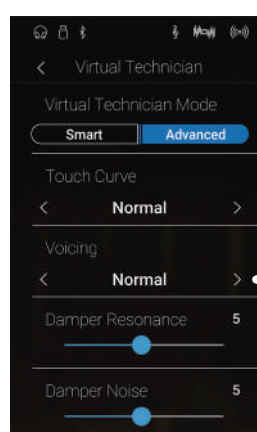 Virtual Technician
Virtual Technician Mode
Smart Advanced
Touch Curve
Normal
Voicing
Normal
Damper Resonance 5
Damper Noise 5